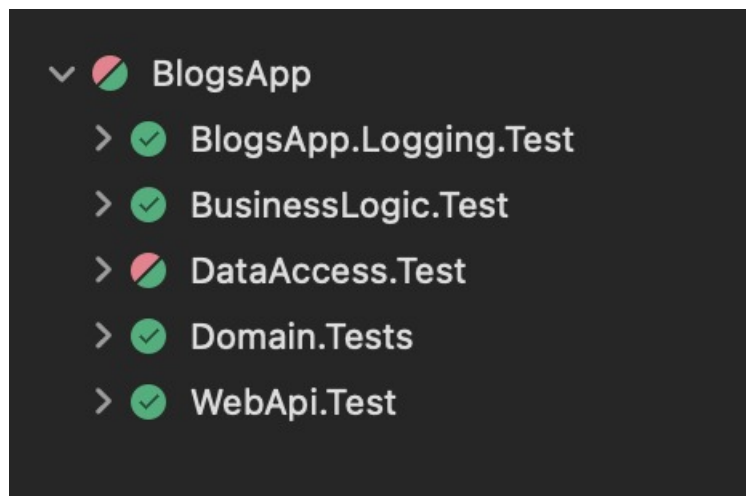 BlogsApp
BlogsApp.Logging.Test
BusinessLogic.Test
DataAccess.Test
Domain.Tests
WebApi.Test